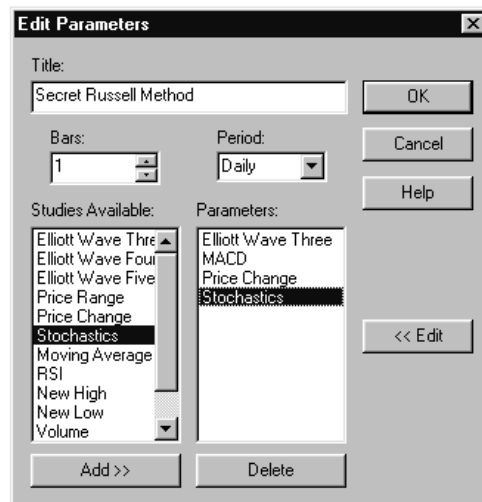 Edit Parameters
Title:
Secret Russell Method
OK
Bars:
Period:
1
Daily
Cancel
Help
Studies Available:
Parameters:
Elliott Wave Thre
Elliott Wave Four
Elliott Wave Five
Price Range
Price Change
Stochastics
Moving Average
RSI
New High
New Low
Volume
Elliott Wave Three
MACD
Price Change
Stochastics
<< Edit
Add >>
Delete